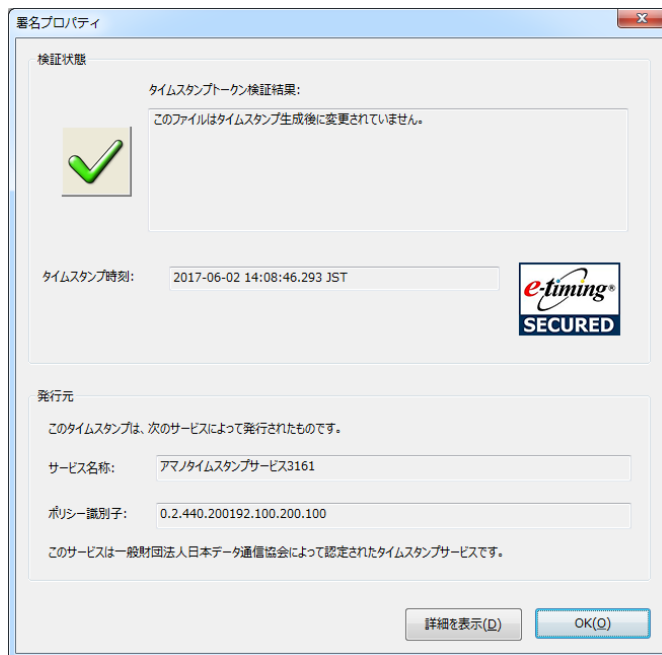 署名プロパティ
検証状態
タイムスタンプトークン検証結果:
このファイルはタイムスタンプ生成後に変更されていません。
タイムスタンプ時刻:
2017-06-02 14:08:46.293 JST
e-timing®
SECURED
発行元
このタイムスタンプは、次のサービスによって発行されたものです。
サービス名称:
アマノタイムスタンプサービス3161
ポリシー識別子:
0.2.440.200192.100.200.100
このサービスは一般財団法人日本データ通信協会によって認定されたタイムスタンプサービスです。
詳細を表示(D)
OK(O)